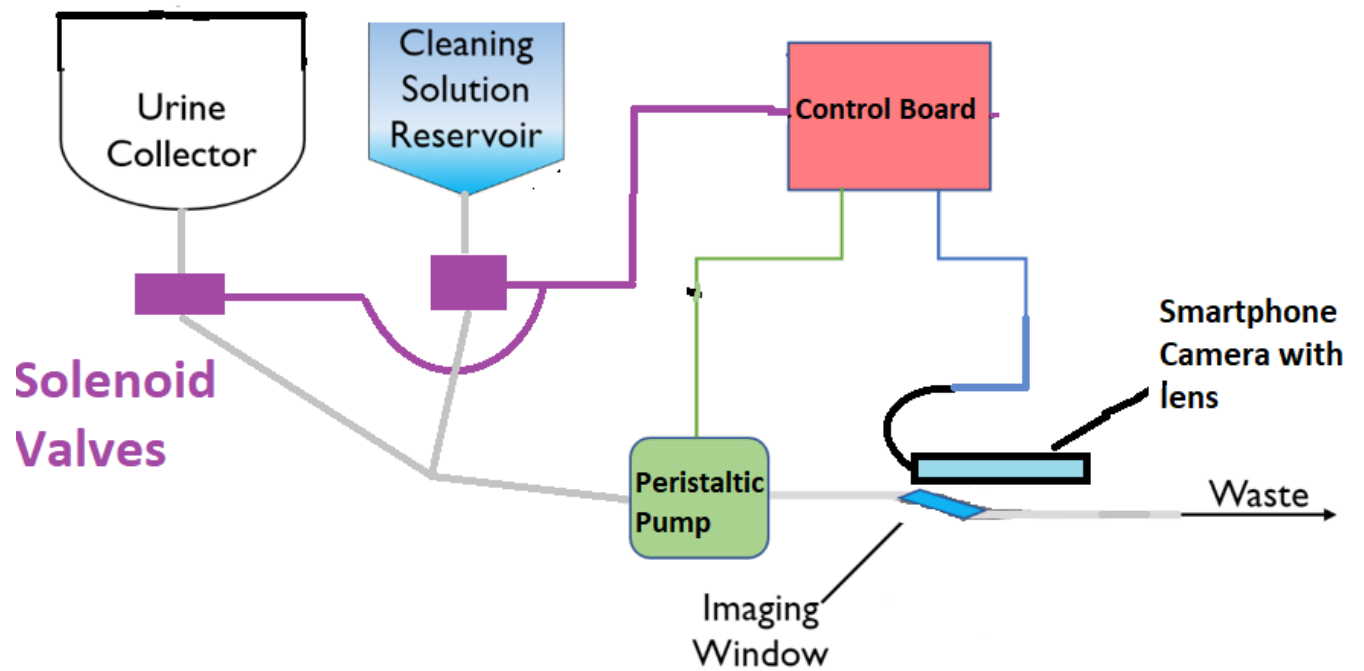 Urine
Collector
Cleaning
Solution
Reservoir
Control Board
Solenoid
Valves
Smartphone
Camera with
lens
Peristaltic
Pump
Waste
Imaging
Window